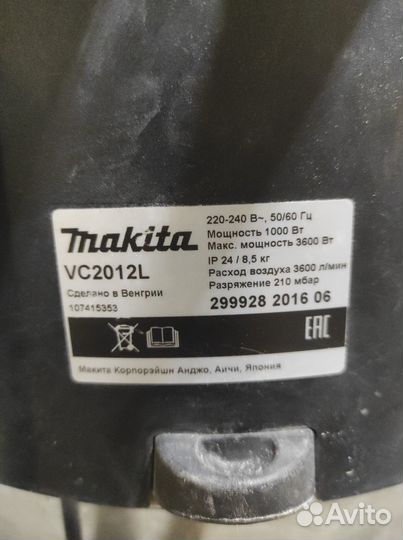 makita
VC2012L
Сделано в Венгрии
107415353
220-240 В~, 50/60 Гц
Мощность 1000 Вт
Макс. мощность 3600 Вт
IP 24 / 8,5 кг
Расход воздуха 3600 л/мин
Разряжение 210 мбар
299928 2016 06
EAC
Макита Корпорэйшн Анджо, Аичи, Япония
Avito